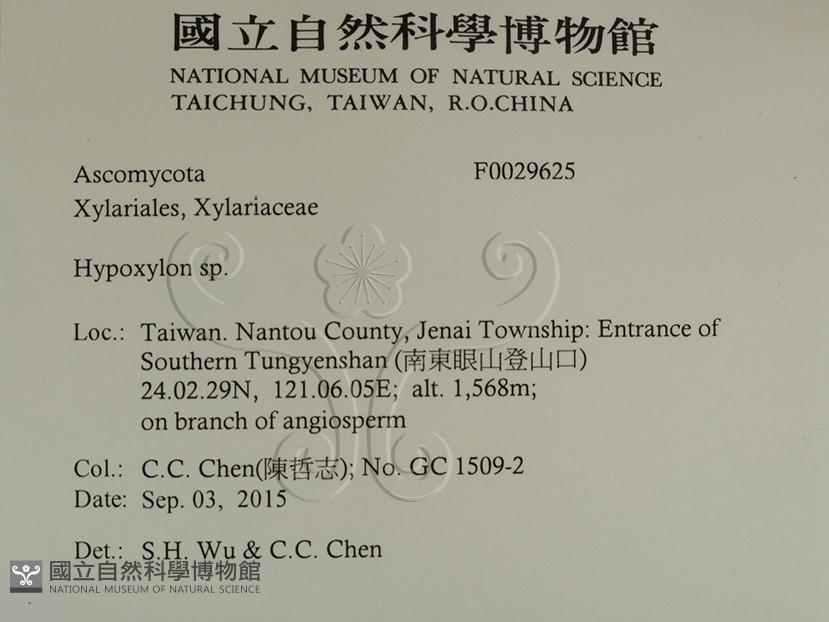 國立自然科學博物館
NATIONAL MUSEUM OF NATURAL SCIENCE
TAICHUNG, TAIWAN, R.O.CHINA
Ascomycota F0029625
Xylariales, Xylariaceae
Hypoxylon sp.
Loc.: Taiwan. Nantou County, Jenai Township: Entrance of
Southern Tungyenshan (南東眼山登山口)
24.02.29N, 121.06.05E; alt. 1,568m;
on branch of angiosperm
Col.: C.C. Chen(陳哲志); No. GC 1509-2
Date: Sep. 03, 2015
Det.: S.H. Wu & C.C. Chen
國立自然科學博物館
NATIONAL MUSEUM OF NATURAL SCIENCE